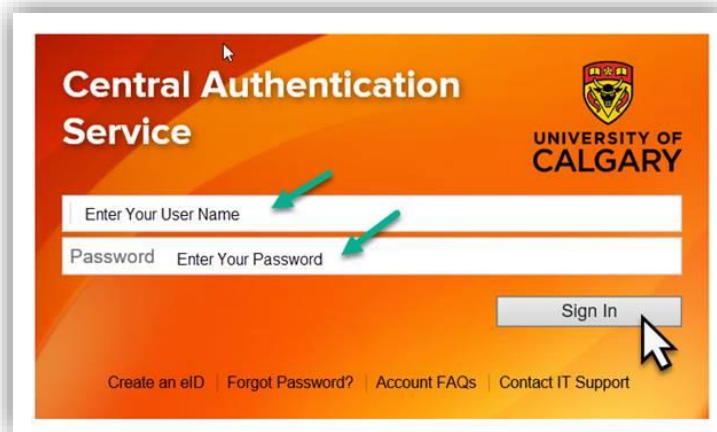 Central Authentication
Service
UNIVERSITY OF
CALGARY
Enter Your User Name
Password Enter Your Password
Sign In
Create an eID | Forgot Password? | Account FAQs | Contact IT Support